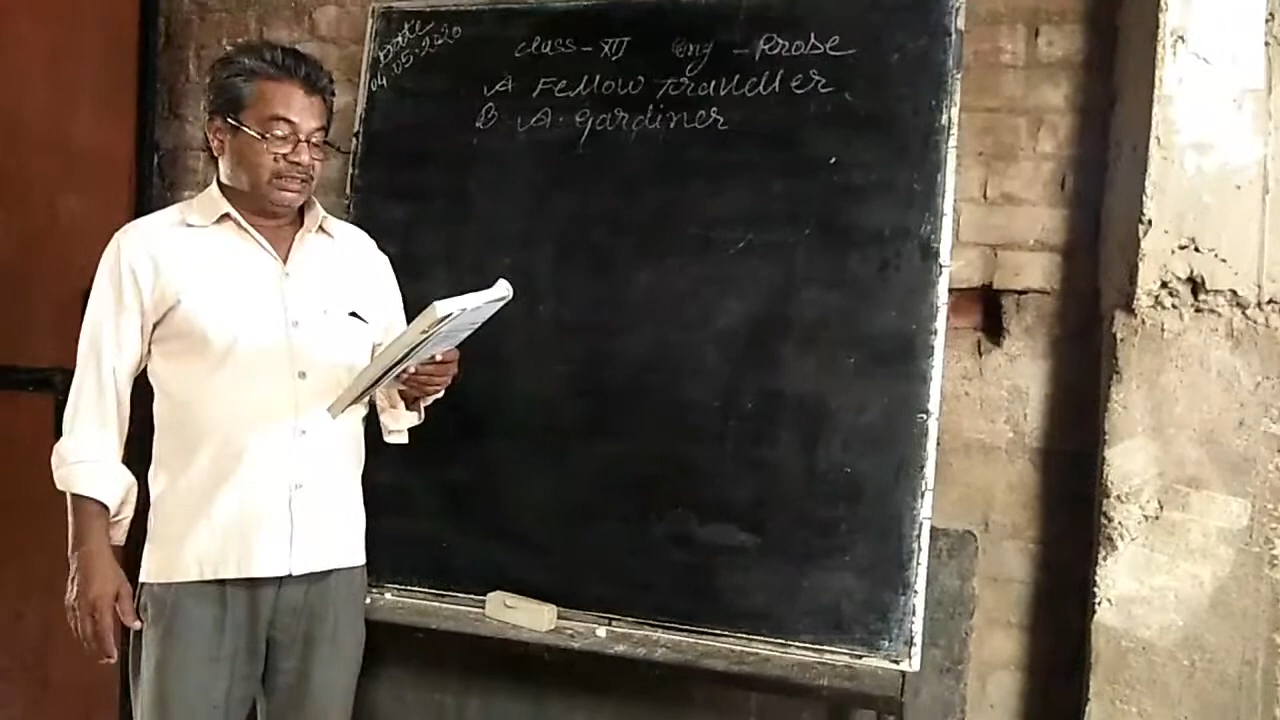 Date
04.05.2020
Class - XII Eng - Prose
A Fellow Traveller
B A. Gardiner